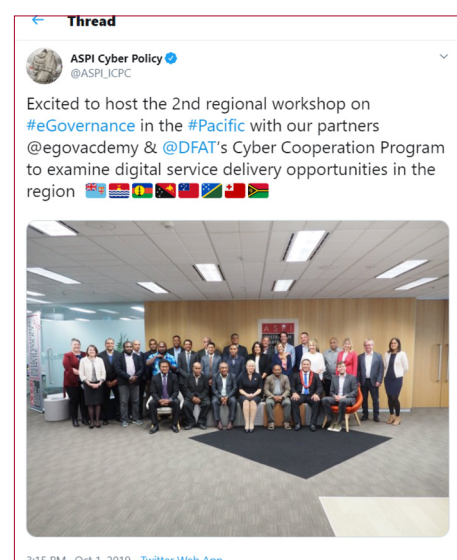 Thread
ASPI Cyber Policy
@ASPI_ICPC
Excited to host the 2nd regional workshop on
#eGovernance in the #Pacific with our partners
@egovacdemy & @DFAT's Cyber Cooperation Program
to examine digital service delivery opportunities in the
region
ASPI
3:15 PM · Oct 1, 2019 · Twitter Web App